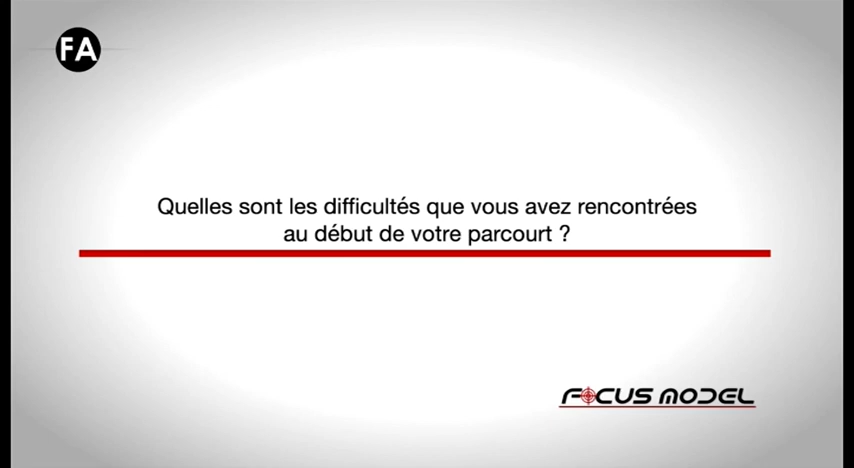 FA
Quelles sont les difficultés que vous avez rencontrées
au début de votre parcourt ?
FOCUS MODEL